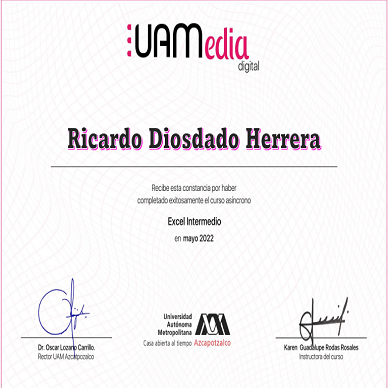 UAMedia
digital
Ricardo Diosdado Herrera
Recibe esta constancia por haber
completado exitosamente el curso asíncrono
Excel Intermedio
en mayo 2022
Dr. Oscar Lozano Carrillo.
Rector UAM Azcapotzalco
Universidad
Autónoma
Metropolitana
Casa abierta al tiempo Azcapotzalco
Karen Guadalupe Rodas Rosales
Instructora del curso